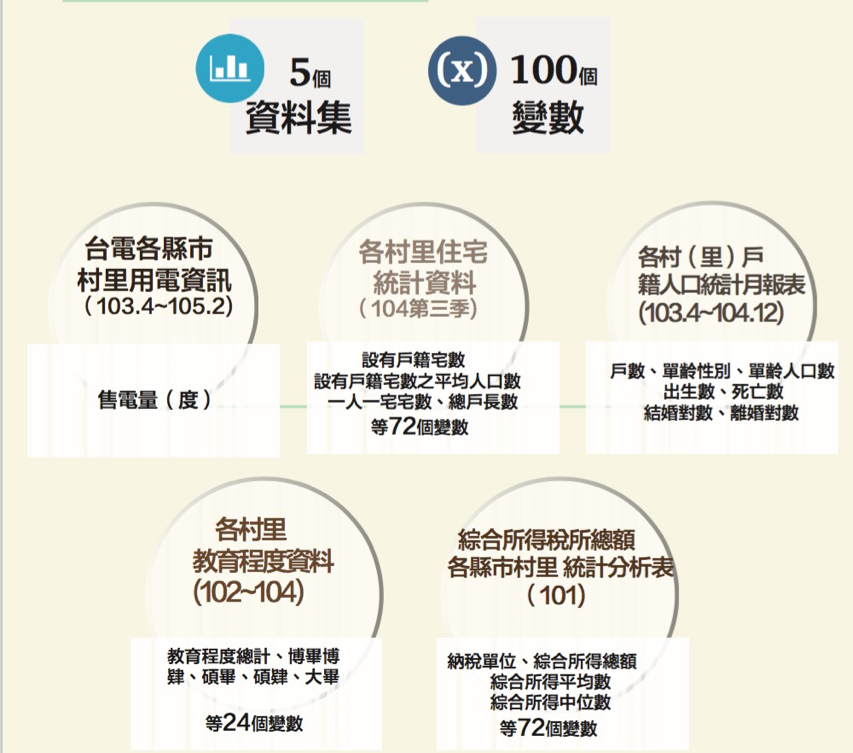 5個
資料集
(x)
100個
變數
台電各縣市
村里用電資訊
(103.4~105.2)
售電量(度)
各村里住宅
統計資料
(104第三季)
設有戶籍宅數
設有戶籍宅數之平均人口數
一人一宅宅數、總戶長數
等72個變數
各村(里)戶
籍人口統計月報表
(103.4~104.12)
戶數、單齡性別、單齡人口數
出生數、死亡數
結婚對數、離婚對數
各村里
教育程度資料
(102~104)
教育程度總計、博畢博
肄、碩畢、碩肄、大畢
等24個變數
綜合所得稅所總額
各縣市村里 統計分析表
(101)
納稅單位、綜合所得總額
綜合所得平均數
綜合所得中位數
等72個變數